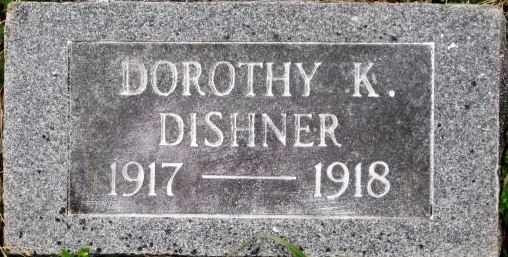 DOROTHY K.
DISHNER
1917 — 1918